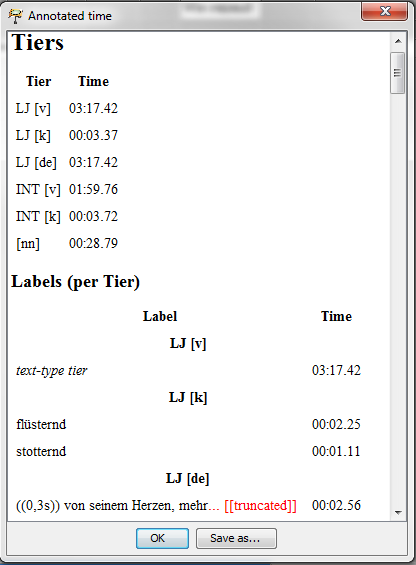 Annotated time
Tiers
Tier Time
LJ [v] 03:17.42
LJ [k] 00:03.37
LJ [de] 03:17.42
INT [v] 01:59.76
INT [k] 00:03.72
[nn] 00:28.79
Labels (per Tier)
Label Time
LJ [v]
text-type tier 03:17.42
LJ [k]
flüsternd 00:02.25
stotternd 00:01.11
LJ [de]
((0,3s)) von seinem Herzen, mehr... [[truncated]] 00:02.56
OK Save as...